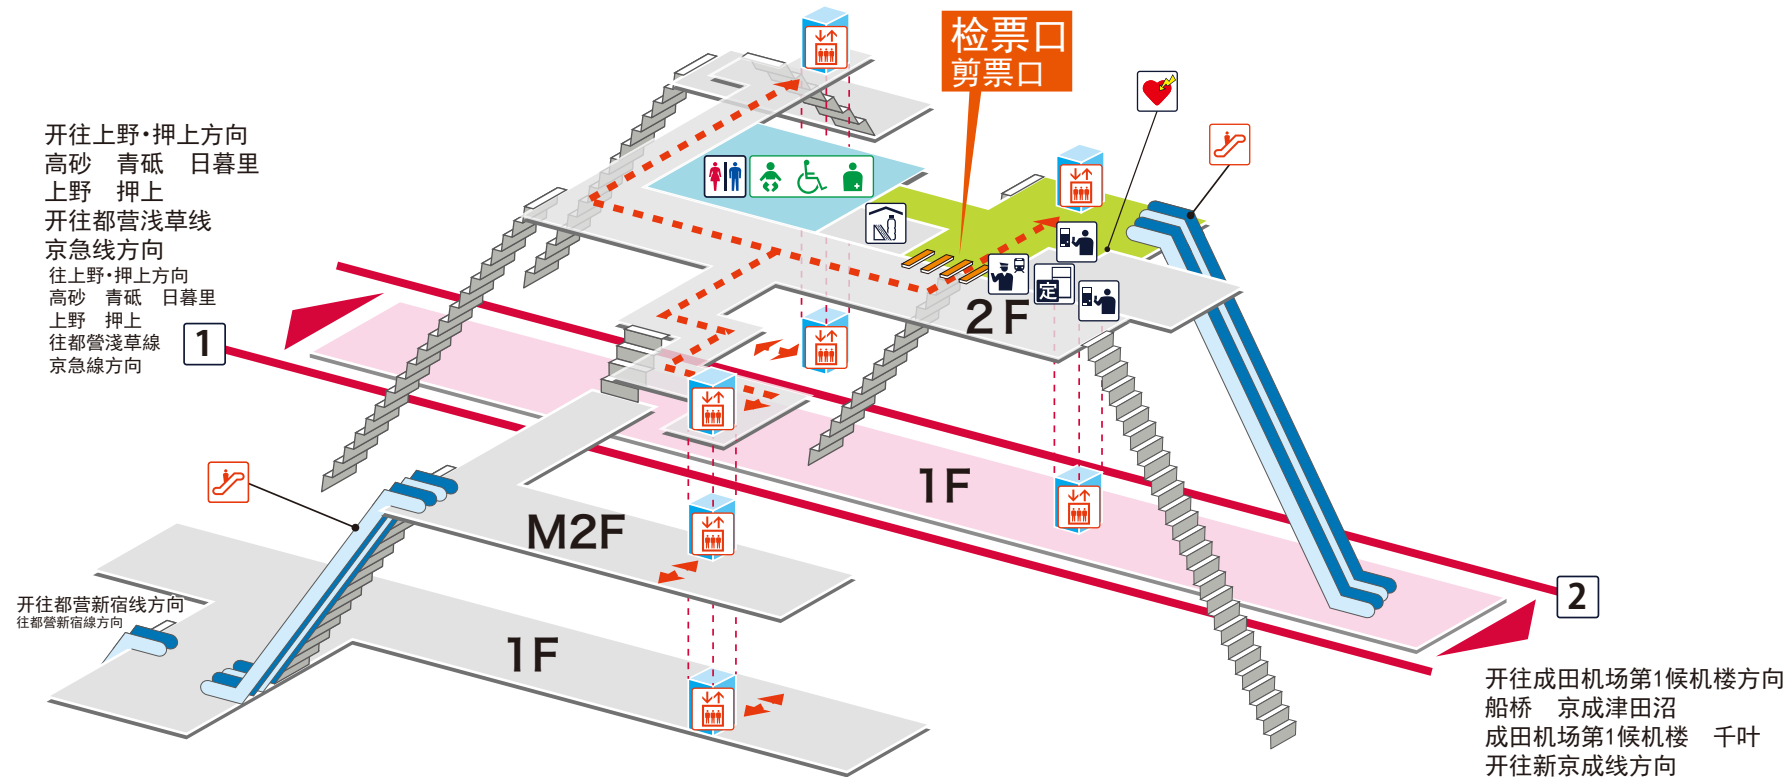 检票口
剪票口
开往上野・押上方向
高砂　青砥　日暮里
上野　押上
开往都营浅草线
京急线方向
往上野・押上方向
高砂　青砥　日暮里
上野　押上
往都營淺草線
京急線方向
1
2F
定
1F
M2F
2
开往都营新宿线方向
往都營新宿線方向
1F
开往成田机场第1候机楼方向
船桥　京成津田沼
成田机场第1候机楼　千叶
开往新京成线方向